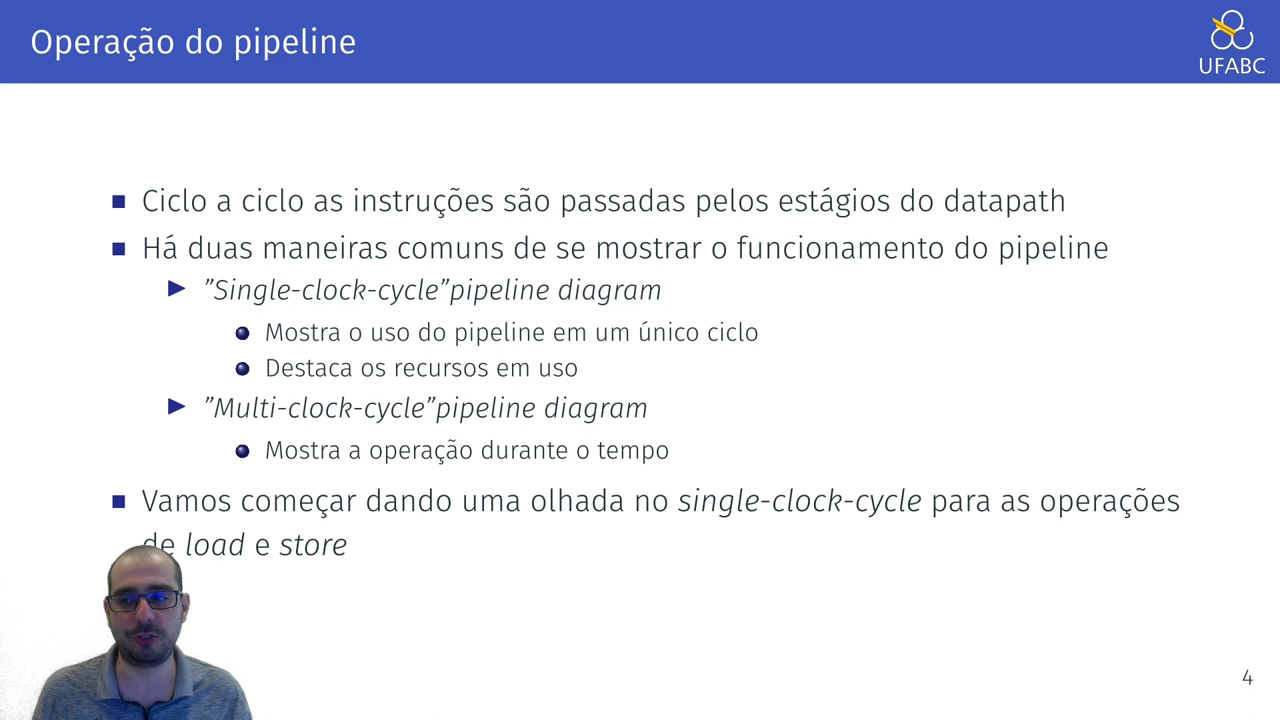 Operação do pipeline
UFABC
Ciclo a ciclo as instruções são passadas pelos estágios do datapath
Há duas maneiras comuns de se mostrar o funcionamento do pipeline
”Single-clock-cycle”pipeline diagram
Mostra o uso do pipeline em um único ciclo
Destaca os recursos em uso
”Multi-clock-cycle”pipeline diagram
Mostra a operação durante o tempo
Vamos começar dando uma olhada no single-clock-cycle para as operações
de load e store
4